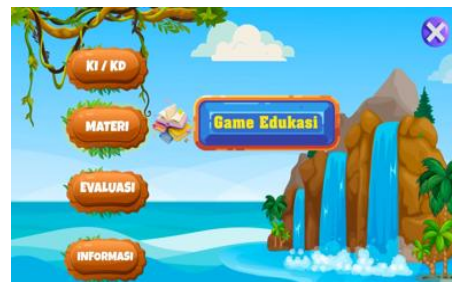 KI / KD
MATERI
Game Edukasi
EVALUASI
INFORMASI